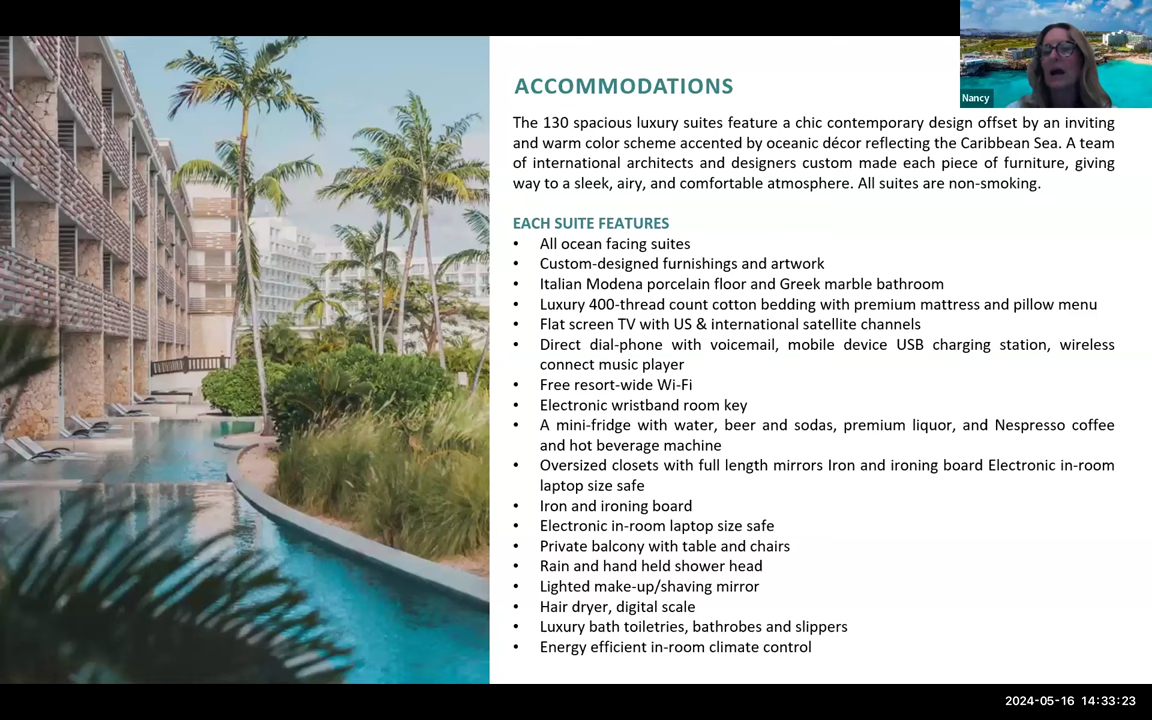 ACCOMMODATIONS
Nancy
The 130 spacious luxury suites feature a chic contemporary design offset by an inviting
and warm color scheme accented by oceanic décor reflecting the Caribbean Sea. A team
of international architects and designers custom made each piece of furniture, giving
way to a sleek, airy, and comfortable atmosphere. All suites are non-smoking.
EACH SUITE FEATURES
• All ocean facing suites
• Custom-designed furnishings and artwork
• Italian Modena porcelain floor and Greek marble bathroom
• Luxury 400-thread count cotton bedding with premium mattress and pillow menu
• Flat screen TV with US & international satellite channels
• Direct dial-phone with voicemail, mobile device USB charging station, wireless
connect music player
• Free resort-wide Wi-Fi
• Electronic wristband room key
• A mini-fridge with water, beer and sodas, premium liquor, and Nespresso coffee
and hot beverage machine
• Oversized closets with full length mirrors Iron and ironing board Electronic in-room
laptop size safe
• Iron and ironing board
• Electronic in-room laptop size safe
• Private balcony with table and chairs
• Rain and hand held shower head
• Lighted make-up/shaving mirror
• Hair dryer, digital scale
• Luxury bath toiletries, bathrobes and slippers
• Energy efficient in-room climate control
2024-05-16 14:33:23